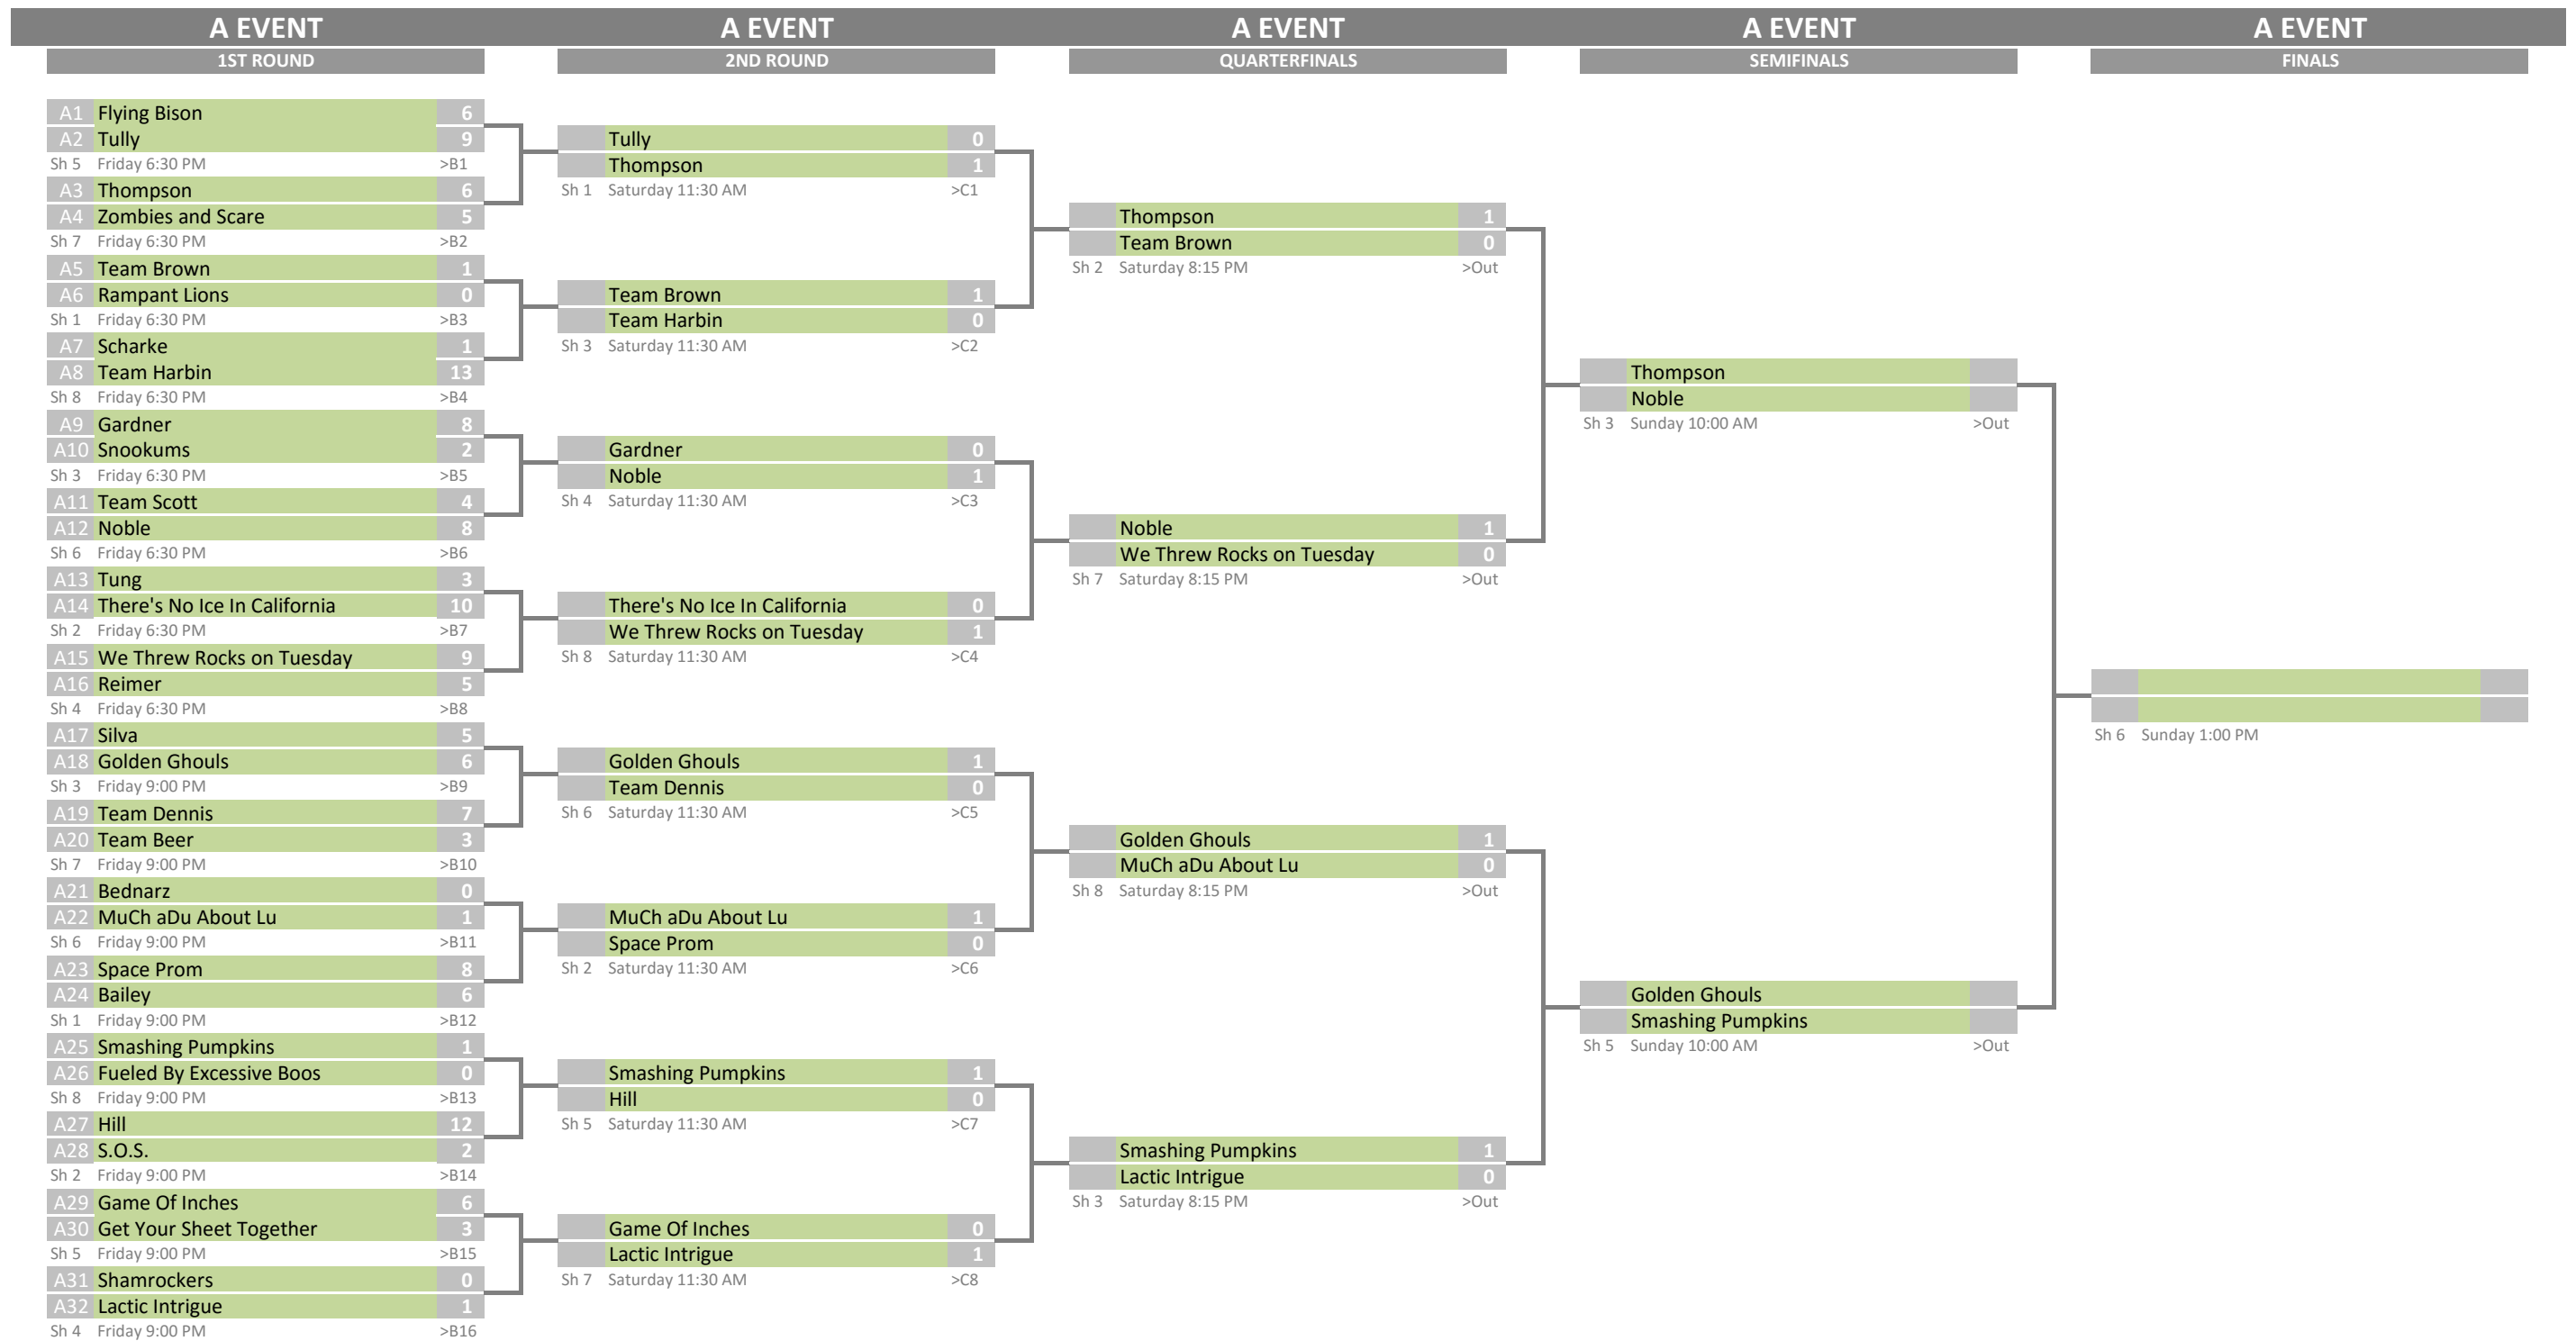 A EVENT A EVENT A EVENT A EVENT A EVENT
1ST ROUND 2ND ROUND QUARTERFINALS SEMIFINALS FINALS
A1 Flying Bison 6
A2 Tully 9
Sh 5 Friday 6:30 PM >B1
A3 Thompson 6
A4 Zombies and Scare 5
Sh 7 Friday 6:30 PM >B2
A5 Team Brown 1
A6 Rampant Lions 0
Sh 1 Friday 6:30 PM >B3
A7 Scharke 1
A8 Team Harbin 13
Sh 8 Friday 6:30 PM >B4
A9 Gardner 8
A10 Snookums 2
Sh 3 Friday 6:30 PM >B5
A11 Team Scott 4
A12 Noble 8
Sh 6 Friday 6:30 PM >B6
A13 Tung 3
A14 There's No Ice In California 10
Sh 2 Friday 6:30 PM >B7
A15 We Threw Rocks on Tuesday 9
A16 Reimer 5
Sh 4 Friday 6:30 PM >B8
A17 Silva 5
A18 Golden Ghouls 6
Sh 3 Friday 9:00 PM >B9
A19 Team Dennis 7
A20 Team Beer 3
Sh 7 Friday 9:00 PM >B10
A21 Bednarz 0
A22 MuCh aDu About Lu 1
Sh 6 Friday 9:00 PM >B11
A23 Space Prom 8
A24 Bailey 6
Sh 1 Friday 9:00 PM >B12
A25 Smashing Pumpkins 1
A26 Fueled By Excessive Boos 0
Sh 8 Friday 9:00 PM >B13
A27 Hill 12
A28 S.O.S. 2
Sh 2 Friday 9:00 PM >B14
A29 Game Of Inches 6
A30 Get Your Sheet Together 3
Sh 5 Friday 9:00 PM >B15
A31 Shamrockers 0
A32 Lactic Intrigue 1
Sh 4 Friday 9:00 PM >B16
Tully 0
Thompson 1
Sh 1 Saturday 11:30 AM >C1
Team Brown 1
Team Harbin 0
Sh 3 Saturday 11:30 AM >C2
Gardner 0
Noble 1
Sh 4 Saturday 11:30 AM >C3
There's No Ice In California 0
We Threw Rocks on Tuesday 1
Sh 8 Saturday 11:30 AM >C4
Golden Ghouls 1
Team Dennis 0
Sh 6 Saturday 11:30 AM >C5
MuCh aDu About Lu 1
Space Prom 0
Sh 2 Saturday 11:30 AM >C6
Smashing Pumpkins 1
Hill 0
Sh 5 Saturday 11:30 AM >C7
Game Of Inches 0
Lactic Intrigue 1
Sh 7 Saturday 11:30 AM >C8
Thompson 1
Team Brown 0
Sh 2 Saturday 8:15 PM >Out
Noble 1
We Threw Rocks on Tuesday 0
Sh 7 Saturday 8:15 PM >Out
Golden Ghouls 1
MuCh aDu About Lu 0
Sh 8 Saturday 8:15 PM >Out
Smashing Pumpkins 1
Lactic Intrigue 0
Sh 3 Saturday 8:15 PM >Out
Thompson
Noble
Sh 3 Sunday 10:00 AM >Out
Golden Ghouls
Smashing Pumpkins
Sh 5 Sunday 10:00 AM >Out
Sh 6 Sunday 1:00 PM